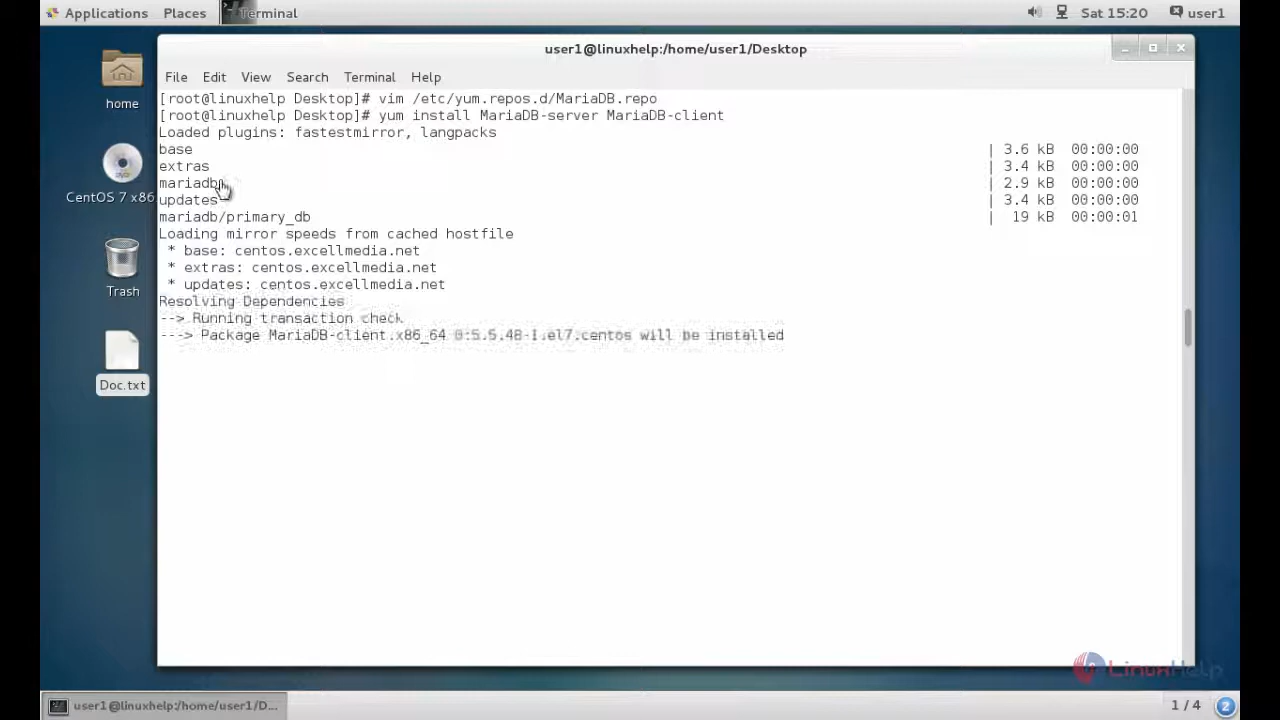 Applications Places Terminal Sat 15:20 user1
user1@linuxhelp:/home/user1/Desktop
File Edit View Search Terminal Help
home
CentOS 7 x86
Trash
Doc.txt
[root@linuxhelp Desktop]# vim /etc/yum.repos.d/MariaDB.repo
[root@linuxhelp Desktop]# yum install MariaDB-server MariaDB-client
Loaded plugins: fastestmirror, langpacks
base | 3.6 kB 00:00:00
extras | 3.4 kB 00:00:00
mariadb | 2.9 kB 00:00:00
updates | 3.4 kB 00:00:00
mariadb/primary_db | 19 kB 00:00:01
Loading mirror speeds from cached hostfile
* base: centos.excellmedia.net
* extras: centos.excellmedia.net
* updates: centos.excellmedia.net
Resolving Dependencies
--> Running transaction check
---> Package MariaDB-client.x86_64 0:5.5.48-1.el7.centos will be installed
LinuxHelp
user1@linuxhelp:/home/user1/D... 1 / 4 2